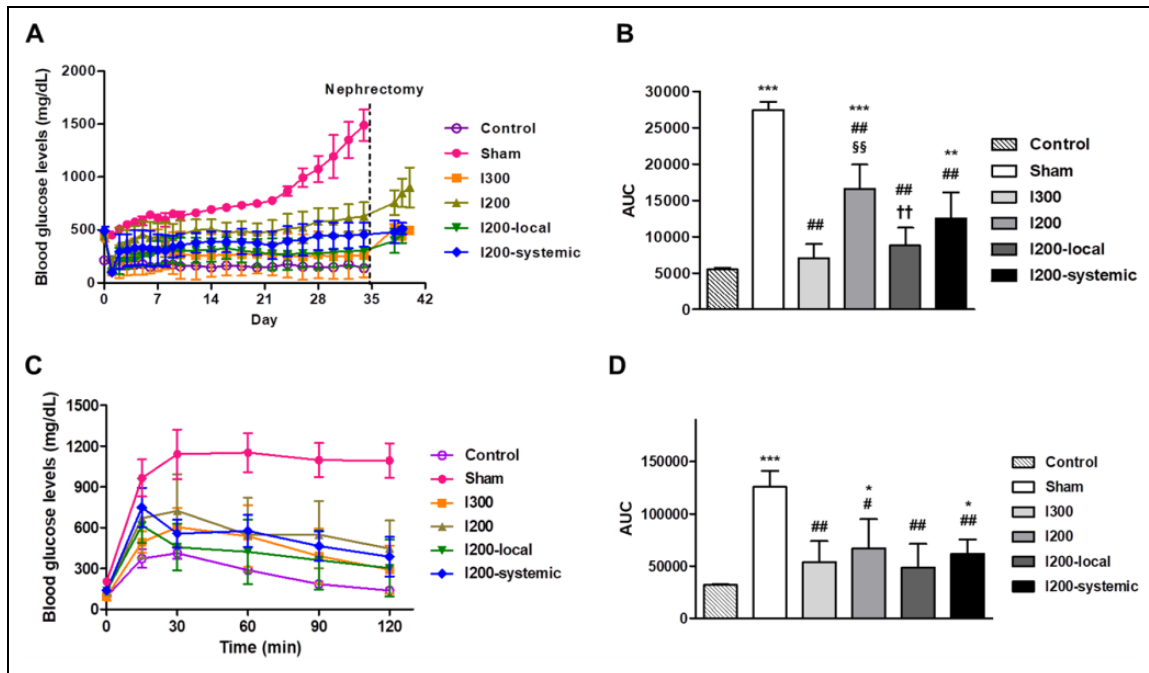 A
Blood glucose levels (mg/dL)
2000
1500
1000
500
0
Nephrectomy
0 7 14 21 28 35 42
Day
Control
Sham
I300
I200
I200-local
I200-systemic
B
AUC
30000
25000
20000
15000
10000
5000
0
***
##
***
##
§§
##
††
**
##
Control
Sham
I300
I200
I200-local
I200-systemic
C
Blood glucose levels (mg/dL)
1500
1200
900
600
300
0
0 30 60 90 120
Time (min)
Control
Sham
I300
I200
I200-local
I200-systemic
D
AUC
150000
100000
50000
0
***
##
*
#
##
*
##
Control
Sham
I300
I200
I200-local
I200-systemic